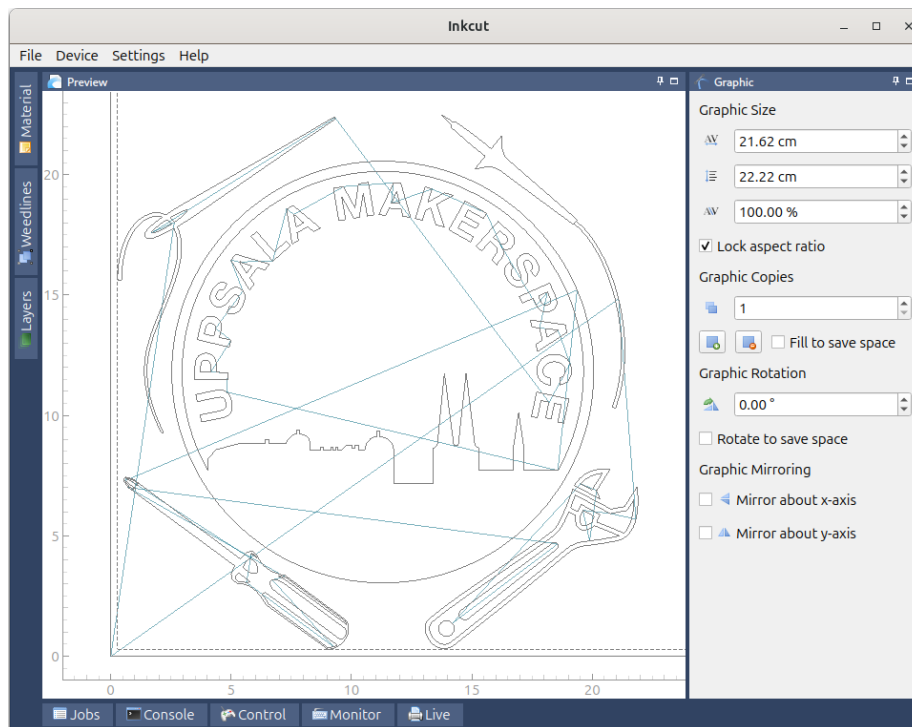 Inkcut
File Device Settings Help
Material
Weedlines
Layers
Preview
20
15
10
5
0
0 5 10 15 20
UPPSALA MAKERSPACE
Graphic
Graphic Size
21.62 cm
22.22 cm
100.00 %
Lock aspect ratio
Graphic Copies
1
Fill to save space
Graphic Rotation
0.00 °
Rotate to save space
Graphic Mirroring
Mirror about x-axis
Mirror about y-axis
Jobs Console Control Monitor Live